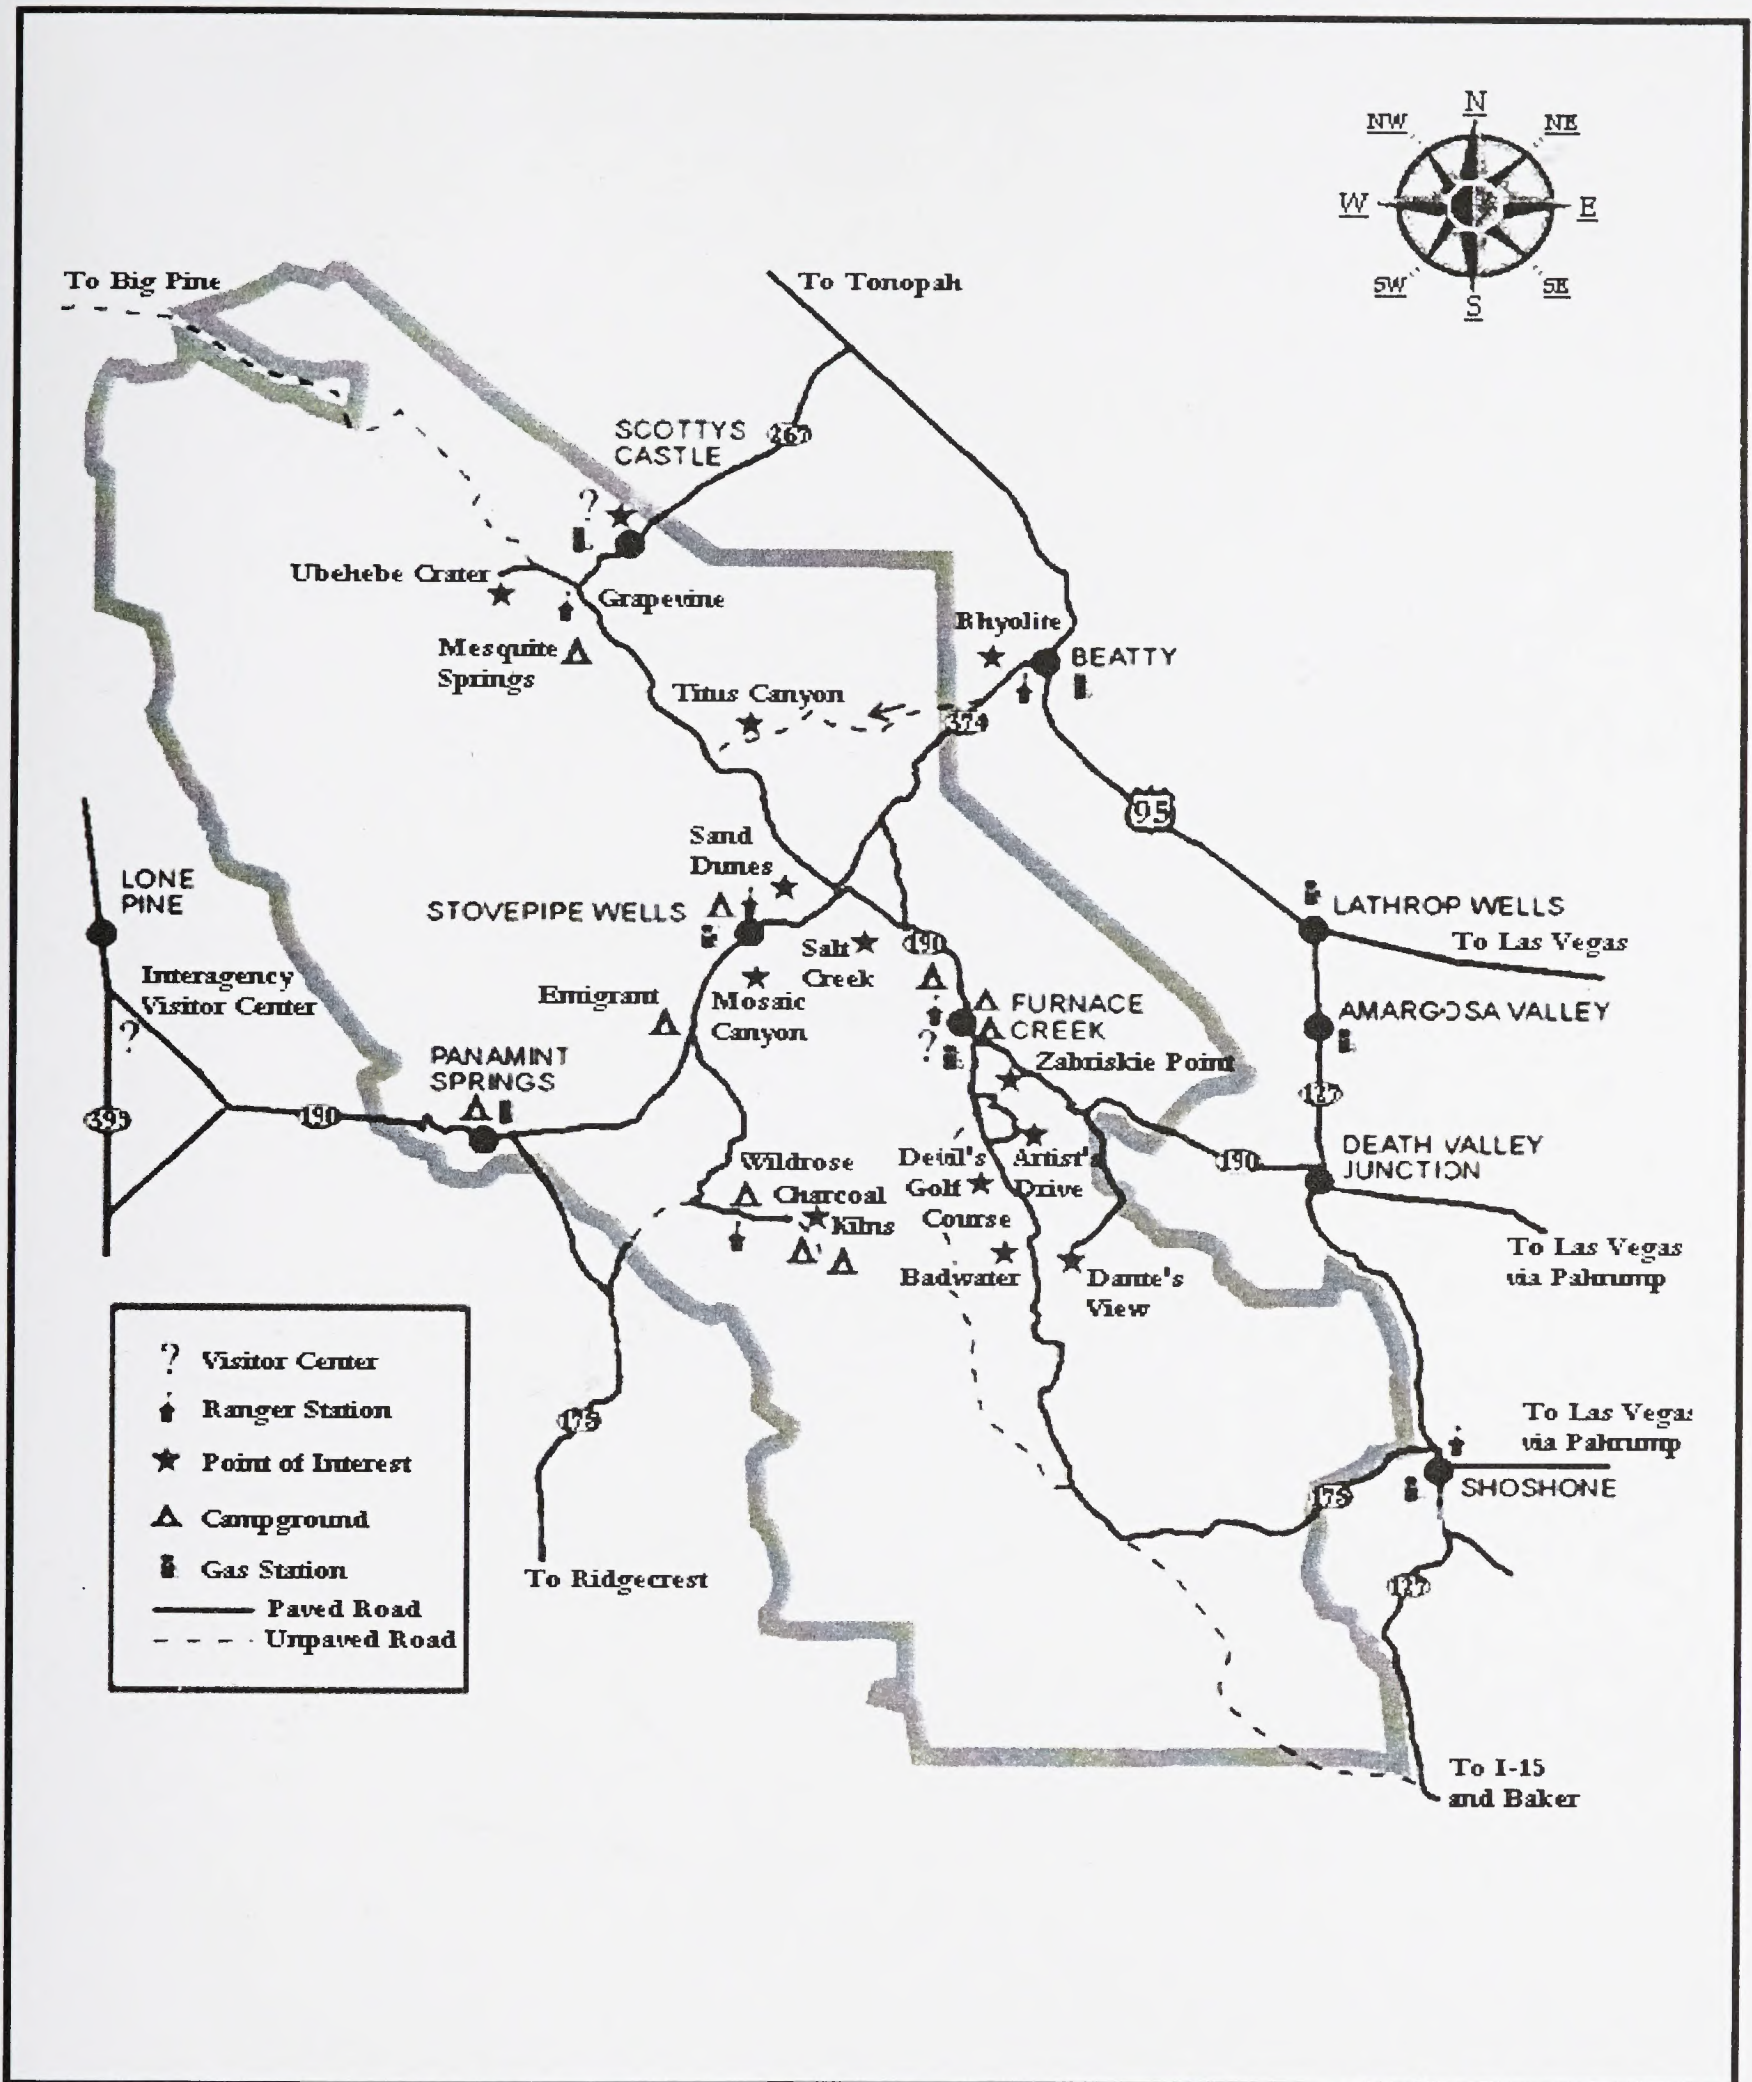 N
NW
NE
W
E
SW
SE
S
To Big Pine
To Tonopah
SCOTTYS
CASTLE
267
?
Ubehebe Crater
Grapevine
Mesquite
Springs
Rhyolite
BEATTY
Titus Canyon
374
95
Sand
Dunes
LONE
PINE
STOVEPIPE WELLS
LATHROP WELLS
To Las Vegas
Salt
Creek
190
Interagency
Visitor Center
?
Emigrant
Mosaic
Canyon
FURNACE
CREEK
?
AMARGOSA VALLEY
PANAMINT
SPRINGS
Zabriskie Point
127
395
190
DEATH VALLEY
JUNCTION
190
Wildrose
Charcoal
Kilns
Devil's
Golf
Course
Artist's
Drive
Badwater
Dante's
View
To Las Vegas
via Pahrump
? Visitor Center
Ranger Station
Point of Interest
Campground
Gas Station
Paved Road
Unpaved Road
To Ridgecrest
To Las Vegas
via Pahrump
SHOSHONE
127
To I-15
and Baker